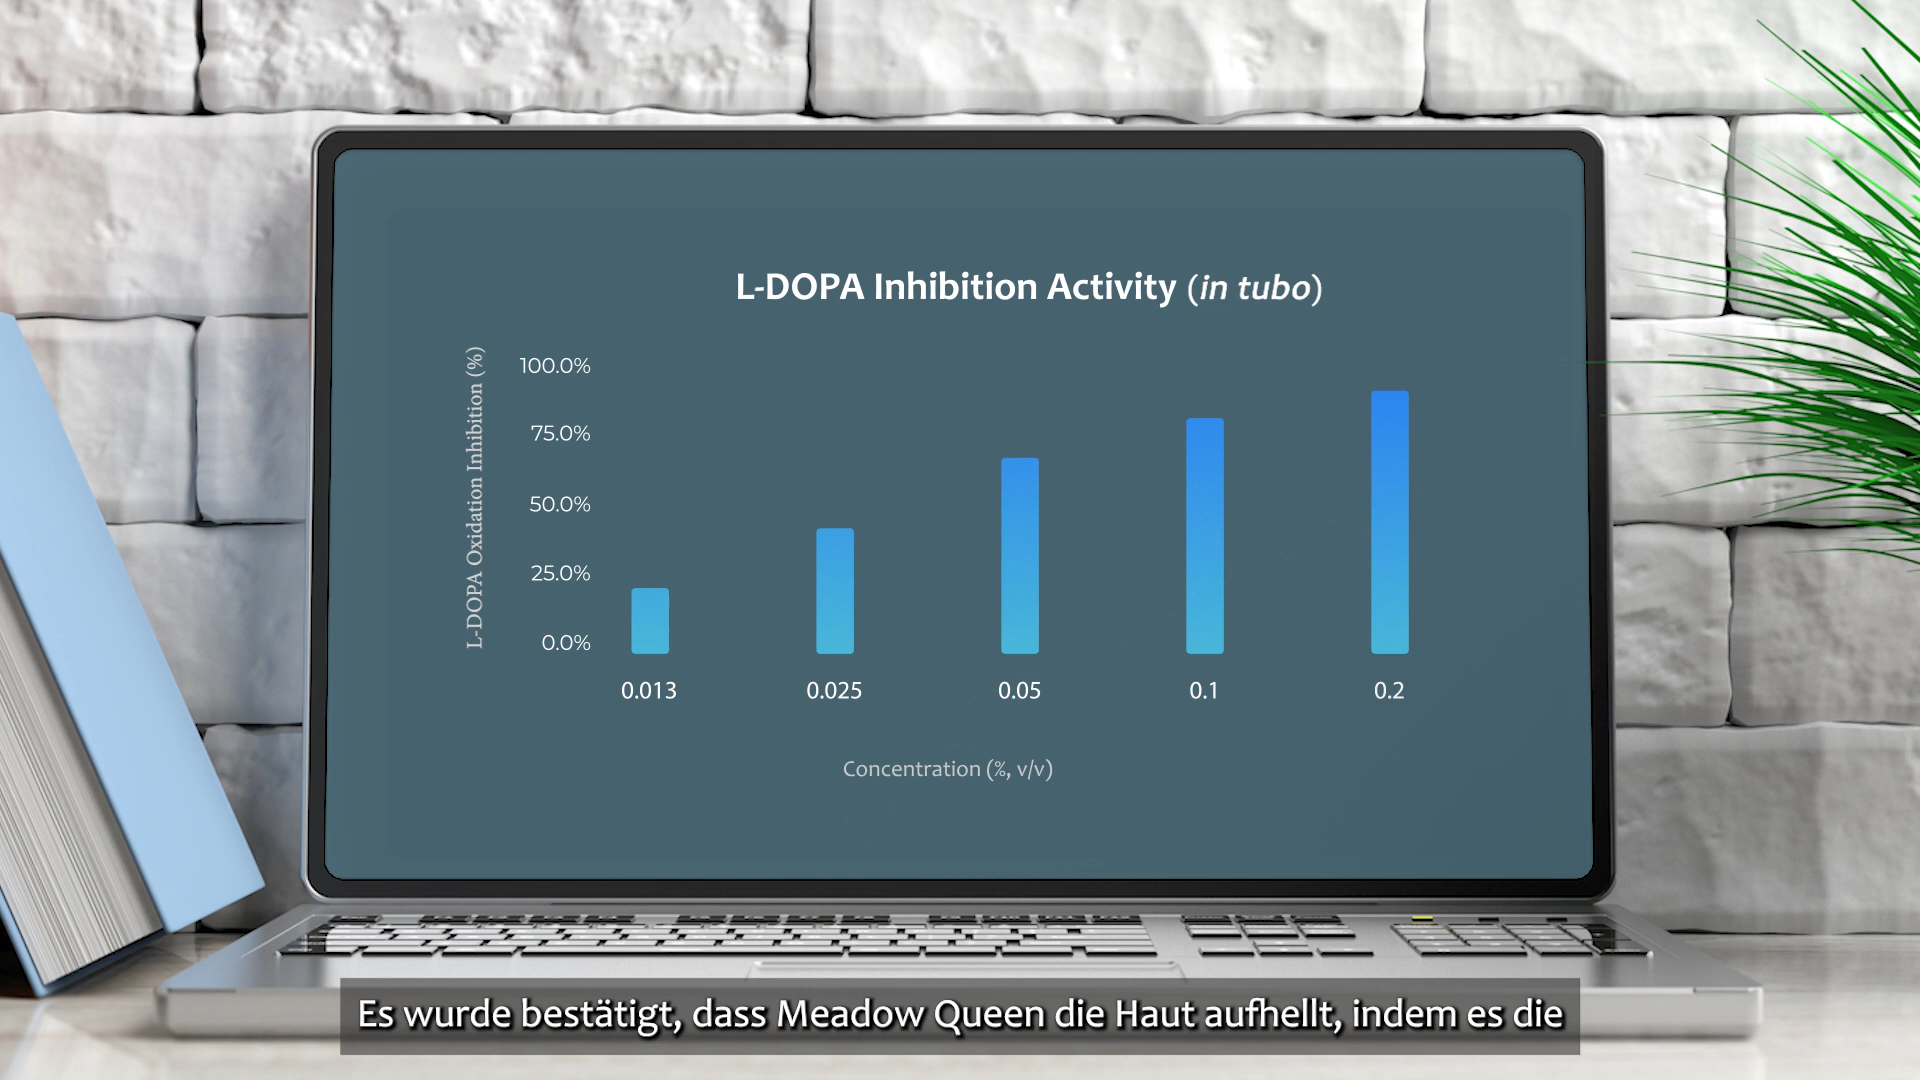 L-DOPA Inhibition Activity (in tubo)
L-DOPA Oxidation Inhibition (%)
100.0%
75.0%
50.0%
25.0%
0.0%
0.013 0.025 0.05 0.1 0.2
Concentration (%, v/v)
Es wurde bestätigt, dass Meadow Queen die Haut aufhellt, indem es die